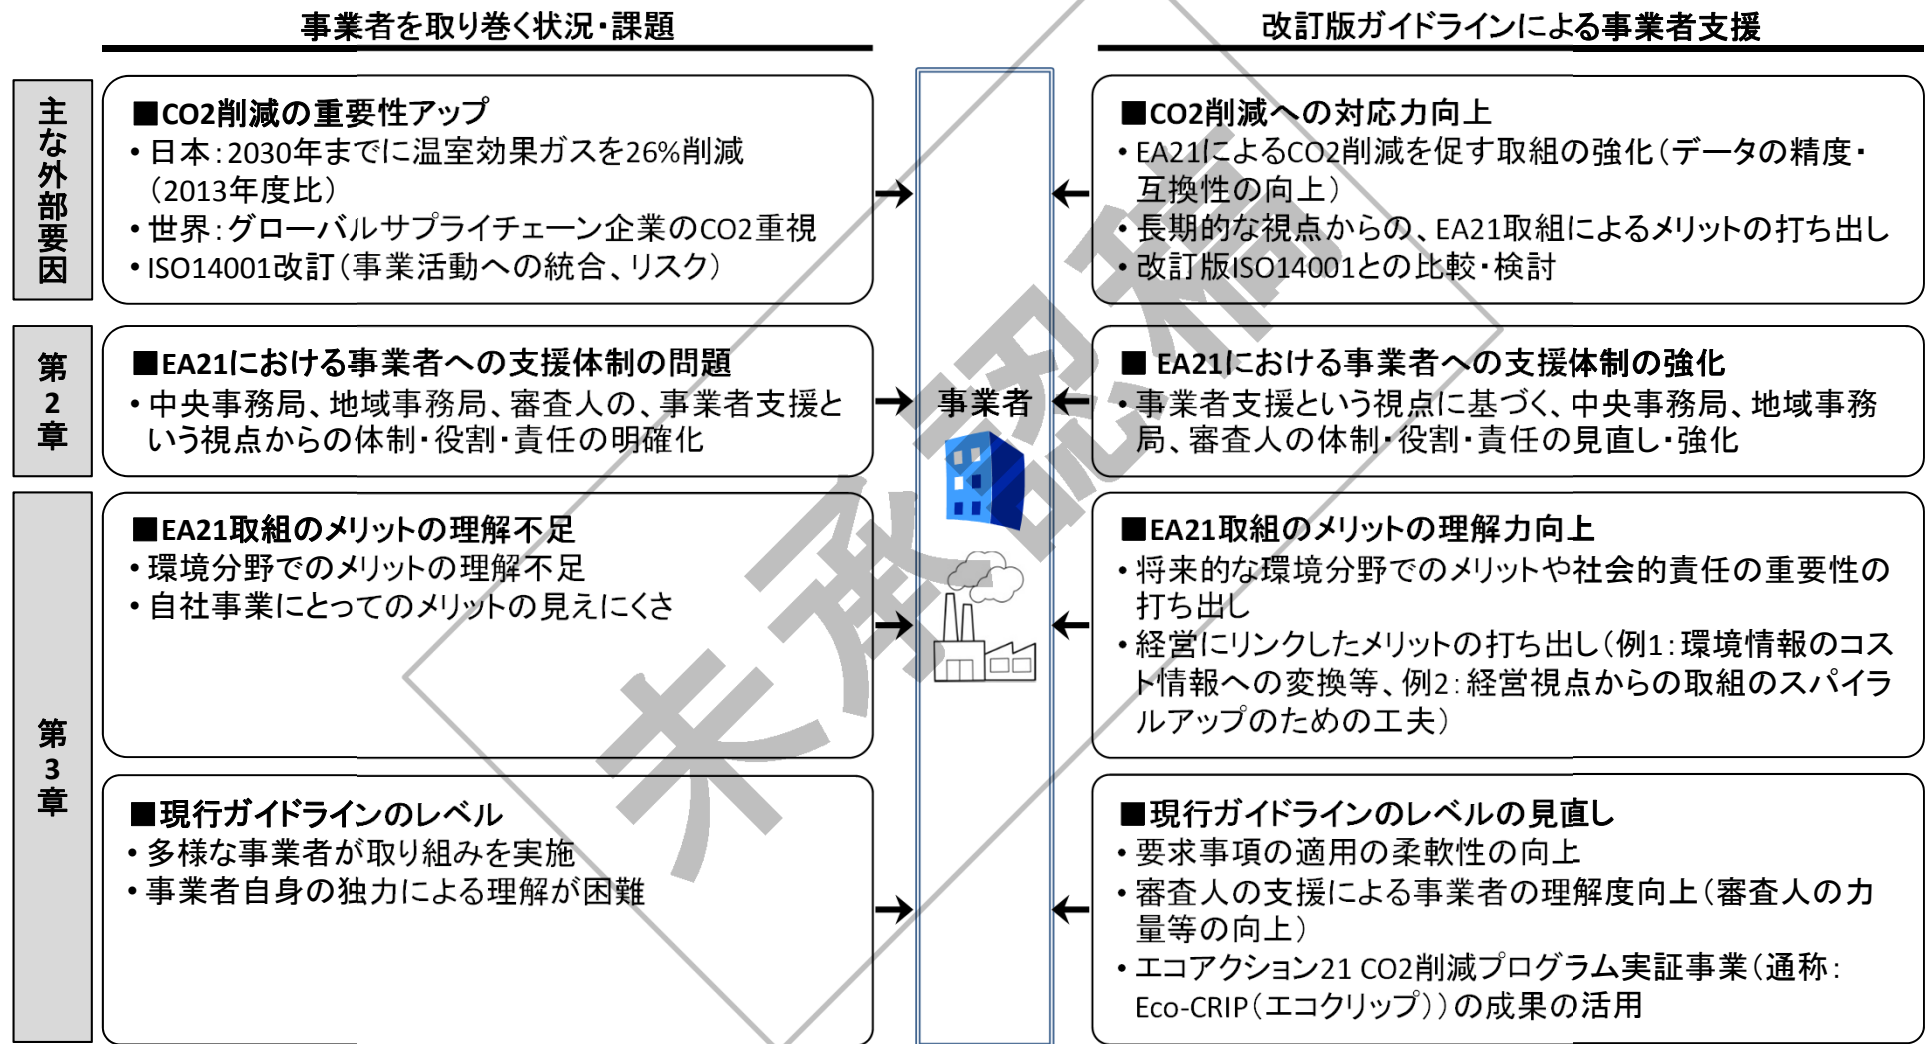 事業者を取り巻く状況・課題
改訂版ガイドラインによる事業者支援
主な外部要因
■CO2削減の重要性アップ
• 日本：2030年までに温室効果ガスを26%削減
（2013年度比）
• 世界：グローバルサプライチェーン企業のCO2重視
• ISO14001改訂（事業活動への統合、リスク）
■CO2削減への対応力向上
• EA21によるCO2削減を促す取組の強化（データの精度・
互換性の向上）
• 長期的な視点からの、EA21取組によるメリットの打ち出し
• 改訂版ISO14001との比較・検討
第2章
■EA21における事業者への支援体制の問題
• 中央事務局、地域事務局、審査人の、事業者支援と
いう視点からの体制・役割・責任の明確化
事業者
■ EA21における事業者への支援体制の強化
• 事業者支援という視点に基づく、中央事務局、地域事務
局、審査人の体制・役割・責任の見直し・強化
第3章
■EA21取組のメリットの理解不足
• 環境分野でのメリットの理解不足
• 自社事業にとってのメリットの見えにくさ
■EA21取組のメリットの理解力向上
• 将来的な環境分野でのメリットや社会的責任の重要性の
打ち出し
• 経営にリンクしたメリットの打ち出し（例1：環境情報のコス
ト情報への変換等、例2：経営視点からの取組のスパイラ
ルアップのための工夫）
■現行ガイドラインのレベル
• 多様な事業者が取り組みを実施
• 事業者自身の独力による理解が困難
■現行ガイドラインのレベルの見直し
• 要求事項の適用の柔軟性の向上
• 審査人の支援による事業者の理解度向上（審査人の力
量等の向上）
• エコアクション21 CO2削減プログラム実証事業（通称：
Eco-CRIP（エコクリップ））の成果の活用
未承認稿